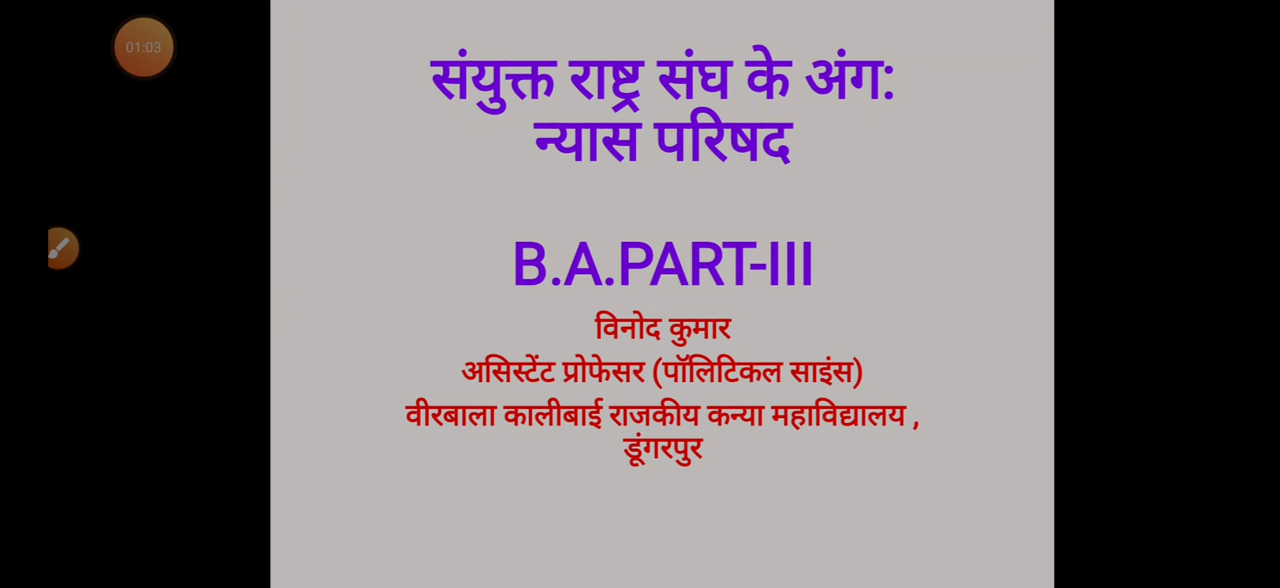 01:03
संयुक्त राष्ट्र संघ के अंग:
न्यास परिषद
B.A.PART-III
विनोद कुमार
असिस्टेंट प्रोफेसर (पॉलिटिकल साइंस)
वीरबाला कालीबाई राजकीय कन्या महाविद्यालय ,
डूंगरपुर